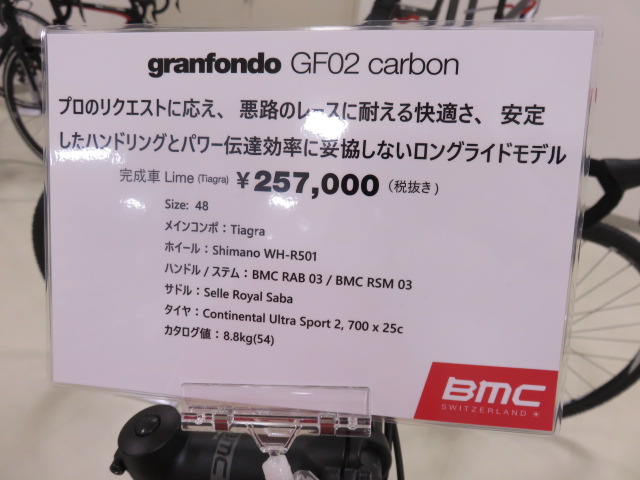 granfondo GF02 carbon
プロのリクエストに応え、悪路のレースに耐える快適さ、安定
したハンドリングとパワー伝達効率に妥協しないロングライドモデル
完成車 Lime (Tiagra) ¥257,000 (税抜き)
Size: 48
メインコンポ：Tiagra
ホイール：Shimano WH-R501
ハンドル / ステム：BMC RAB 03 / BMC RSM 03
サドル：Selle Royal Saba
タイヤ：Continental Ultra Sport 2, 700 x 25c
カタログ値：8.8kg(54)
BMC
SWITZERLAND
BMC